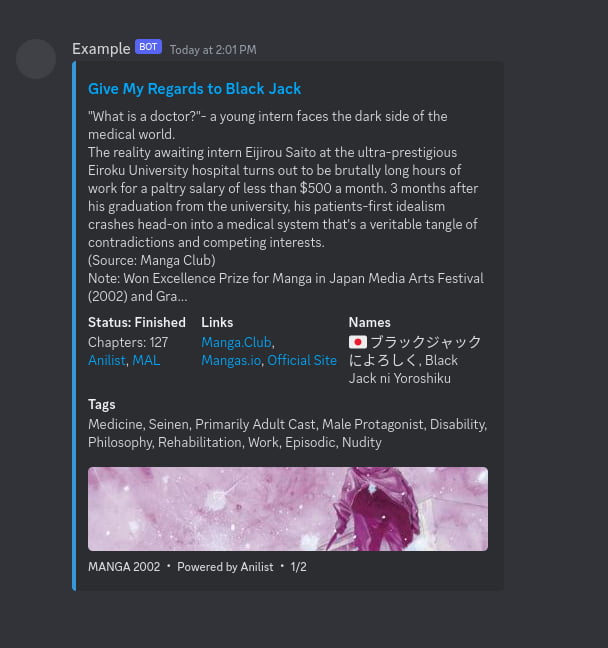 Example BOT Today at 2:01 PM
Give My Regards to Black Jack
"What is a doctor?"- a young intern faces the dark side of the
medical world.
The reality awaiting intern Eijirou Saito at the ultra-prestigious
Eiroku University hospital turns out to be brutally long hours of
work for a paltry salary of less than $500 a month. 3 months after
his graduation from the university, his patients-first idealism
crashes head-on into a medical system that's a veritable tangle of
contradictions and competing interests.
(Source: Manga Club)
Note: Won Excellence Prize for Manga in Japan Media Arts Festival
(2002) and Gra...
Status: Finished
Chapters: 127
Anilist, MAL
Links
Manga.Club,
Mangas.io, Official Site
Names
ブラックジャック
によろしく, Black
Jack ni Yoroshiku
Tags
Medicine, Seinen, Primarily Adult Cast, Male Protagonist, Disability,
Philosophy, Rehabilitation, Work, Episodic, Nudity
MANGA 2002 • Powered by Anilist • 1/2